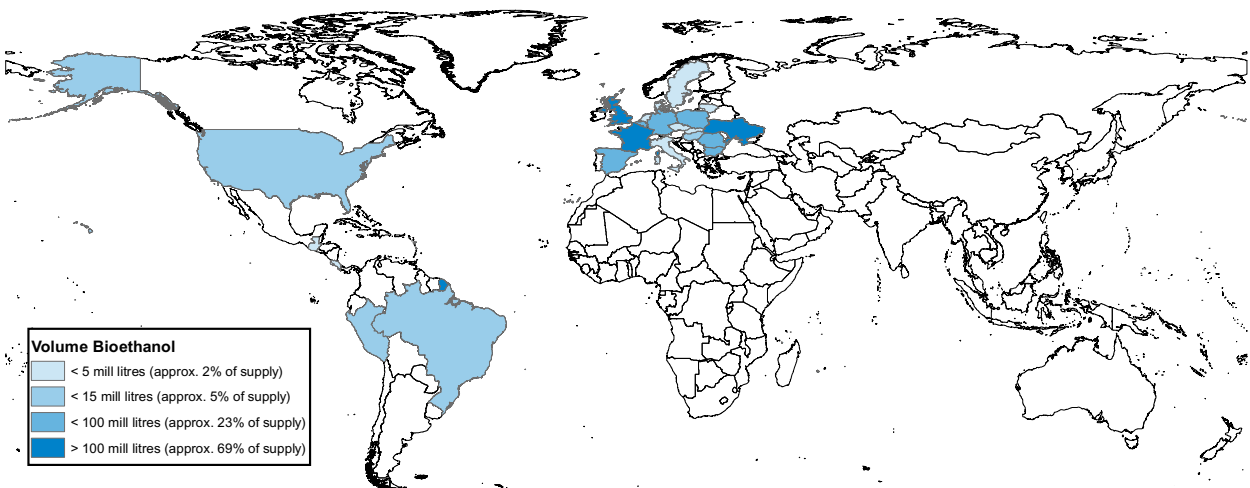 Volume Bioethanol
< 5 mill litres (approx. 2% of supply)
< 15 mill litres (approx. 5% of supply)
< 100 mill litres (approx. 23% of supply)
> 100 mill litres (approx. 69% of supply)